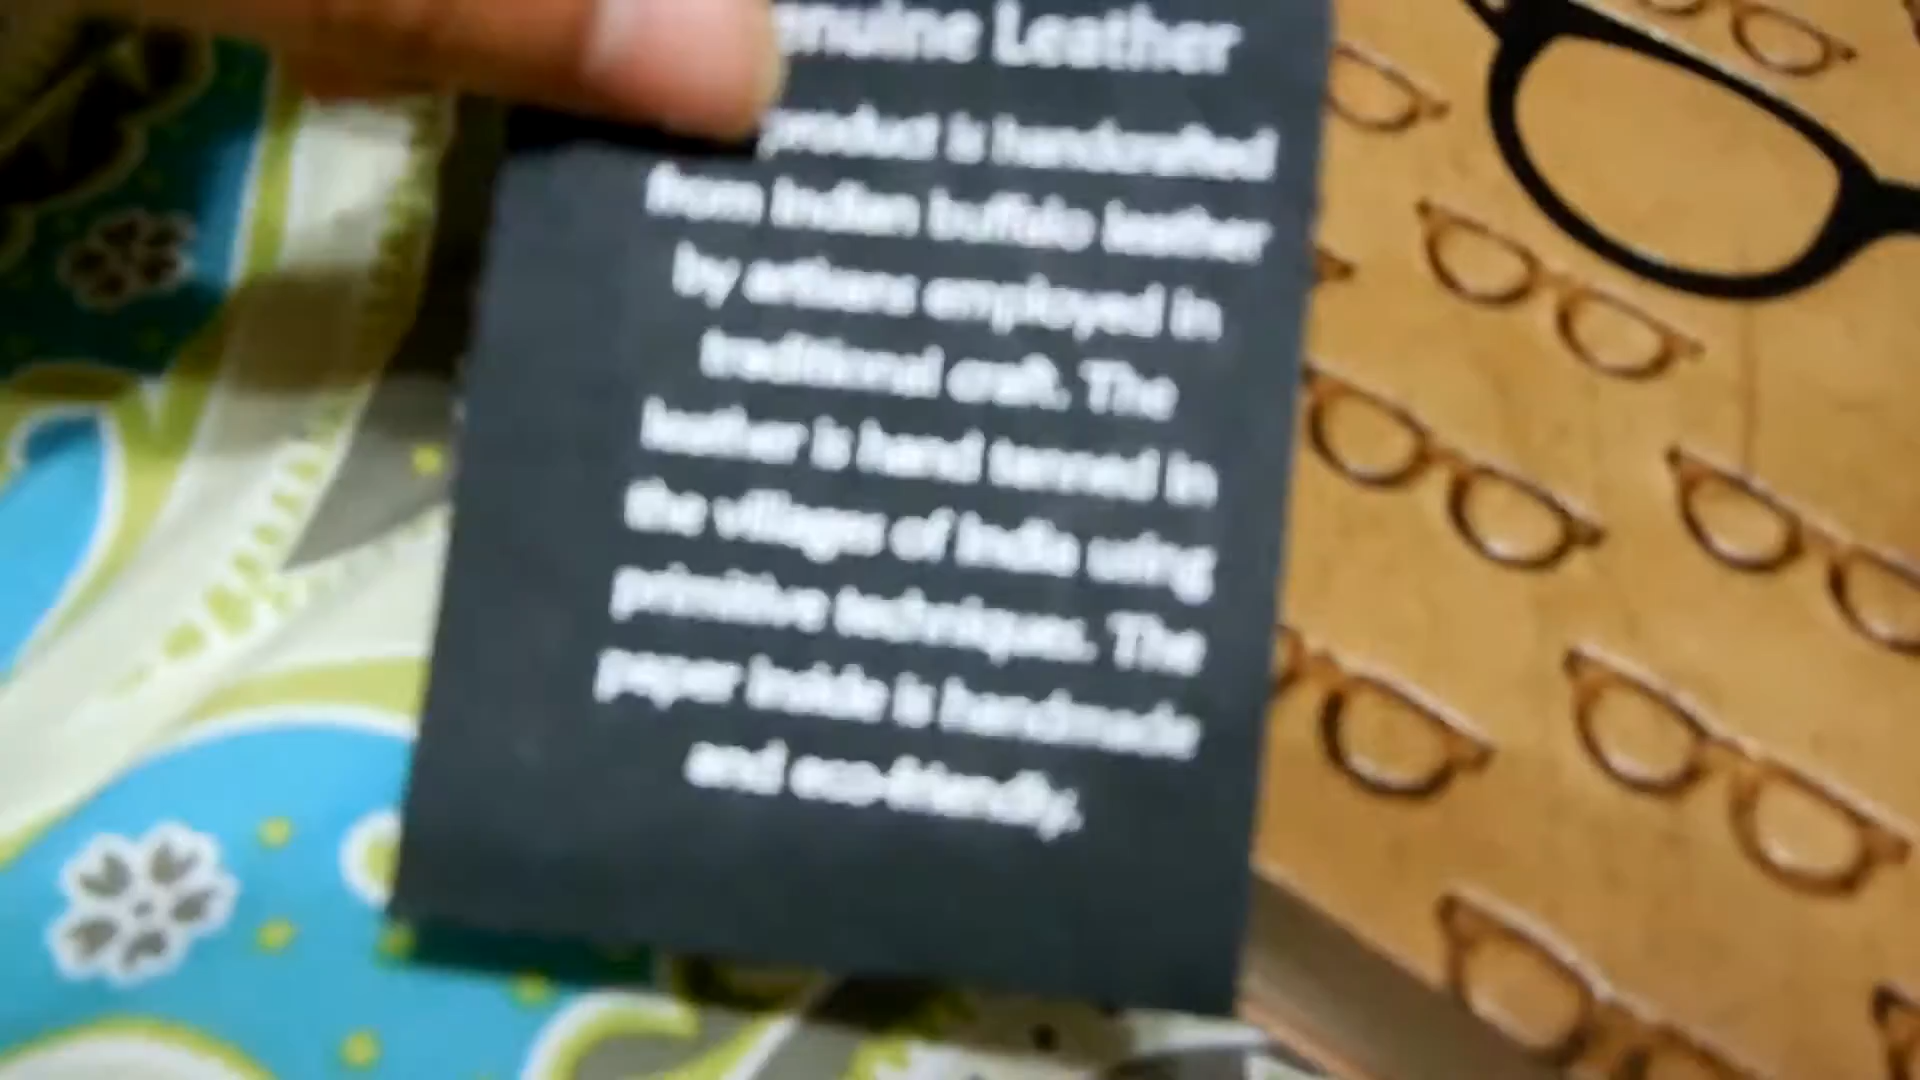 enuine Leather
product is handcrafted
from Indian buffalo leather
by artisans employed in
traditional craft. The
leather is hand tanned in
the villages of India using
primitive techniques. The
paper inside is handmade
and eco-friendly.